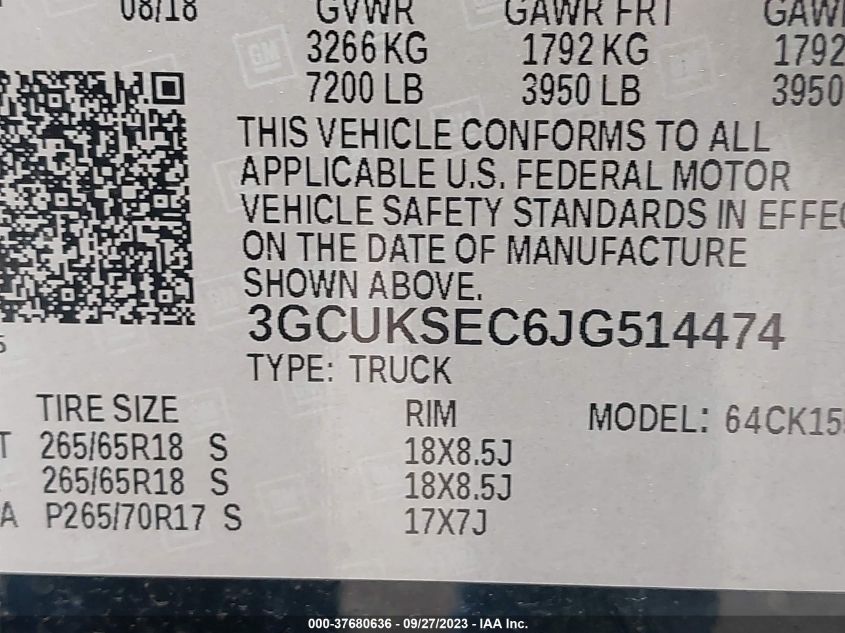 08/18 GVWR GAWR FRT
3266 KG 1792 KG 1792
7200 LB 3950 LB 3950
THIS VEHICLE CONFORMS TO ALL
APPLICABLE U.S. FEDERAL MOTOR
VEHICLE SAFETY STANDARDS IN EFFEC
ON THE DATE OF MANUFACTURE
SHOWN ABOVE.
3GCUKSEC6JG514474
TYPE: TRUCK
TIRE SIZE RIM MODEL: 64CK15
T 265/65R18 S 18X8.5J
265/65R18 S 18X8.5J
A P265/70R17 S 17X7J
000-37680636 - 09/27/2023 - IAA Inc.